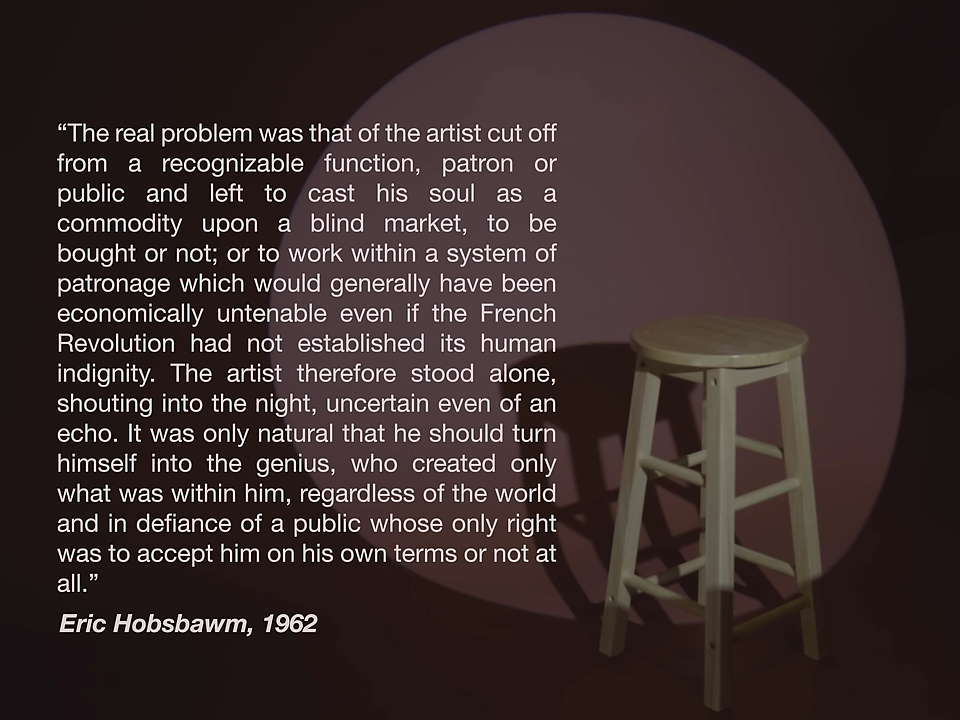 “The real problem was that of the artist cut off
from a recognizable function, patron or
public and left to cast his soul as a
commodity upon a blind market, to be
bought or not; or to work within a system of
patronage which would generally have been
economically untenable even if the French
Revolution had not established its human
indignity. The artist therefore stood alone,
shouting into the night, uncertain even of an
echo. It was only natural that he should turn
himself into the genius, who created only
what was within him, regardless of the world
and in defiance of a public whose only right
was to accept him on his own terms or not at
all.”
Eric Hobsbawm, 1962